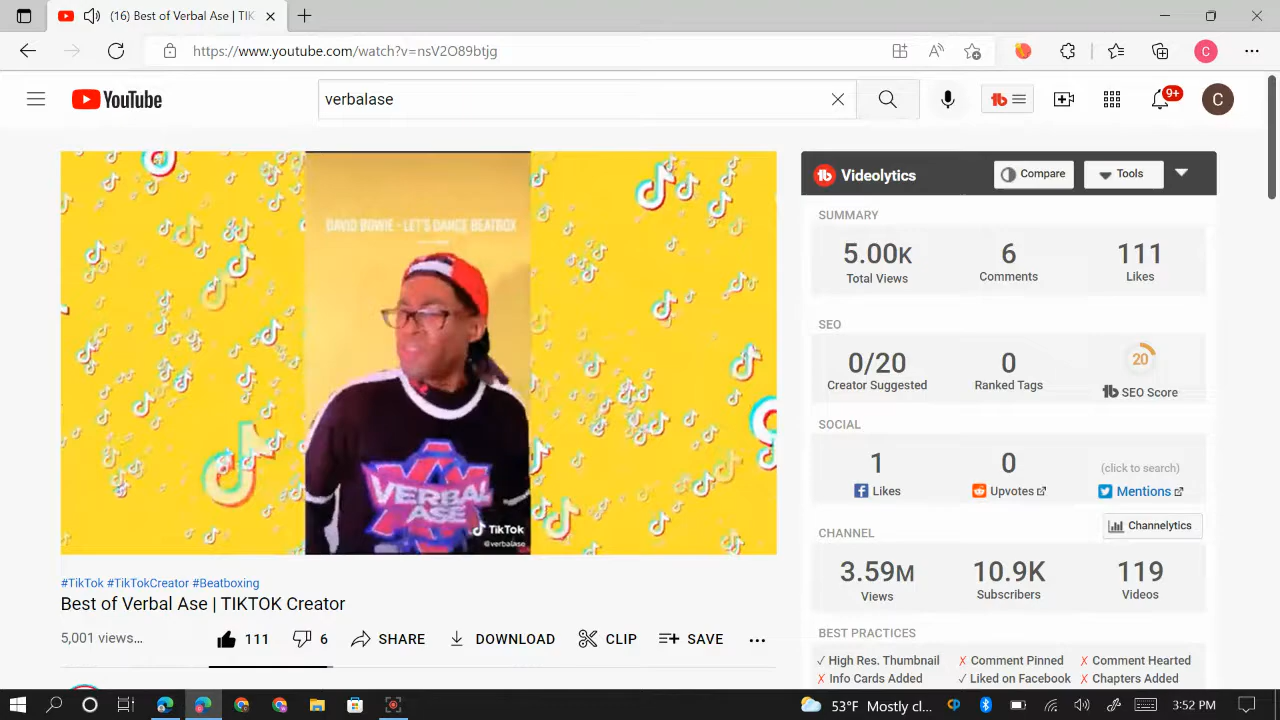 (16) Best of Verbal Ase | TIK
https://www.youtube.com/watch?v=nsV2O89btjg
C
YouTube
verbalase
9+
C
DAVID BOWIE - LET'S DANCE BEATBOX
VERBAL
ASE
TikTok
@verbalase
#TikTok #TikTokCreator #Beatboxing
Best of Verbal Ase | TIKTOK Creator
5,001 views...
111
6
SHARE
DOWNLOAD
CLIP
SAVE
Videolytics
Compare
Tools
SUMMARY
5.00K
6
111
Total Views
Comments
Likes
SEO
0/20
0
20
Creator Suggested
Ranked Tags
SEO Score
SOCIAL
1
0
(click to search)
Likes
Upvotes
Mentions
Channelytics
CHANNEL
3.59M
10.9K
119
Views
Subscribers
Videos
BEST PRACTICES
✓ High Res. Thumbnail
✗ Comment Pinned
✗ Comment Hearted
✗ Info Cards Added
✓ Liked on Facebook
✗ Chapters Added
53°F Mostly cl...
3:52 PM